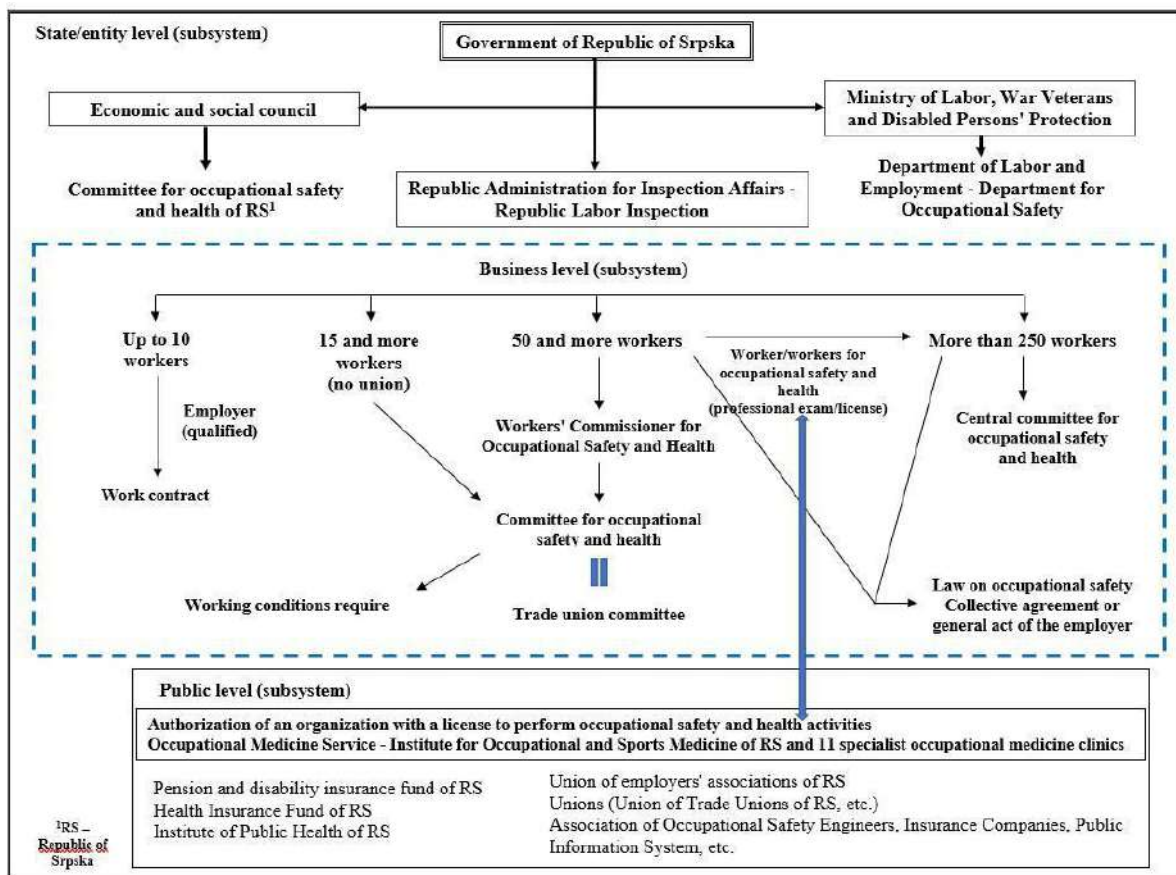 State/entity level (subsystem)
Government of Republic of Srpska
Economic and social council
Ministry of Labor, War Veterans
and Disabled Persons' Protection
Committee for occupational safety
and health of RS¹
Republic Administration for Inspection Affairs -
Republic Labor Inspection
Department of Labor and
Employment - Department for
Occupational Safety
Business level (subsystem)
Up to 10
workers
15 and more
workers
(no union)
50 and more workers
More than 250 workers
Worker/workers for
occupational safety and
health
(professional exam/license)
Employer
(qualified)
Workers' Commissioner for
Occupational Safety and Health
Central committee for
occupational safety
and health
Work contract
Committee for occupational
safety and health
Working conditions require
Trade union committee
Law on occupational safety
Collective agreement or
general act of the employer
Public level (subsystem)
Authorization of an organization with a license to perform occupational safety and health activities
Occupational Medicine Service - Institute for Occupational and Sports Medicine of RS and 11 specialist occupational medicine clinics
Pension and disability insurance fund of RS
Health Insurance Fund of RS
Institute of Public Health of RS
Union of employers' associations of RS
Unions (Union of Trade Unions of RS, etc.)
Association of Occupational Safety Engineers, Insurance Companies, Public
Information System, etc.
¹RS –
Republic of
Srpska